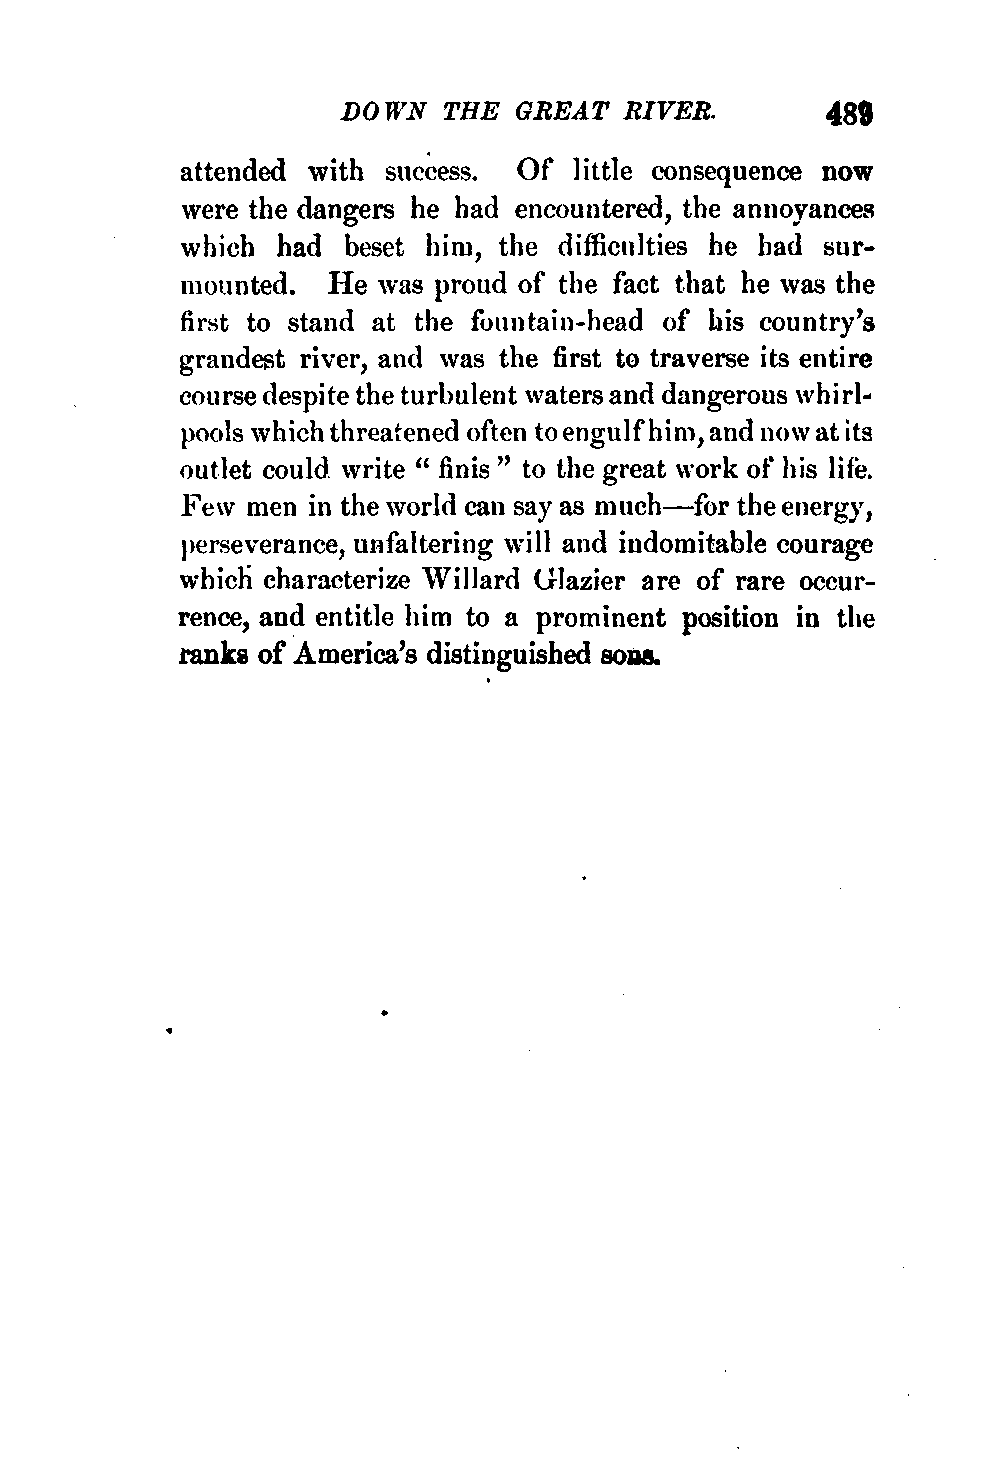 DOWN THE GREAT RIVER. 489
attended with success. Of little consequence now
were the dangers he had encountered, the annoyances
which had beset him, the difficulties he had sur-
mounted. He was proud of the fact that he was the
first to stand at the fountain-head of his country's
grandest river, and was the first to traverse its entire
course despite the turbulent waters and dangerous whirl-
pools which threatened often to engulf him, and now at its
outlet could write “ finis ” to the great work of his life.
Few men in the world can say as much—for the energy,
perseverance, unfaltering will and indomitable courage
which characterize Willard Glazier are of rare occur-
rence, and entitle him to a prominent position in the
ranks of America's distinguished sons.